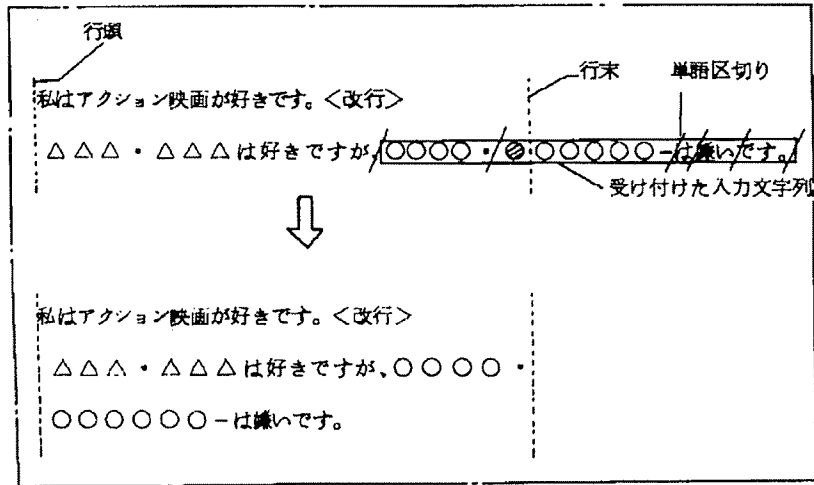 行頭
行末 単語区切り
私はアクション映画が好きです。<改行>
△△△・△△△は好きですが、○○○○・○○○○○○ーは嫌いです。
受け付けた入力文字列
私はアクション映画が好きです。<改行>
△△△・△△△は好きですが、○○○○・
○○○○○○ーは嫌いです。